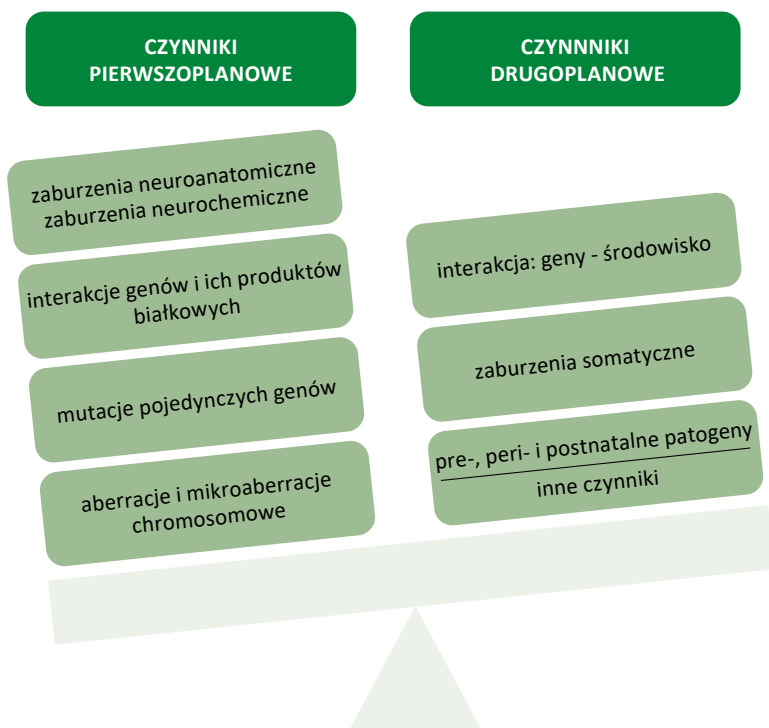 CZYNNIKI
PIERWSZOPLANOWE
CZYNNNIKI
DRUGOPLANOWE
zaburzenia neuroanatomiczne
zaburzenia neurochemiczne
interakcje genów i ich produktów
białkowych
mutacje pojedynczych genów
aberracje i mikroaberracje
chromosomowe
interakcja: geny - środowisko
zaburzenia somatyczne
pre-, peri- i postnatalne patogeny
inne czynniki